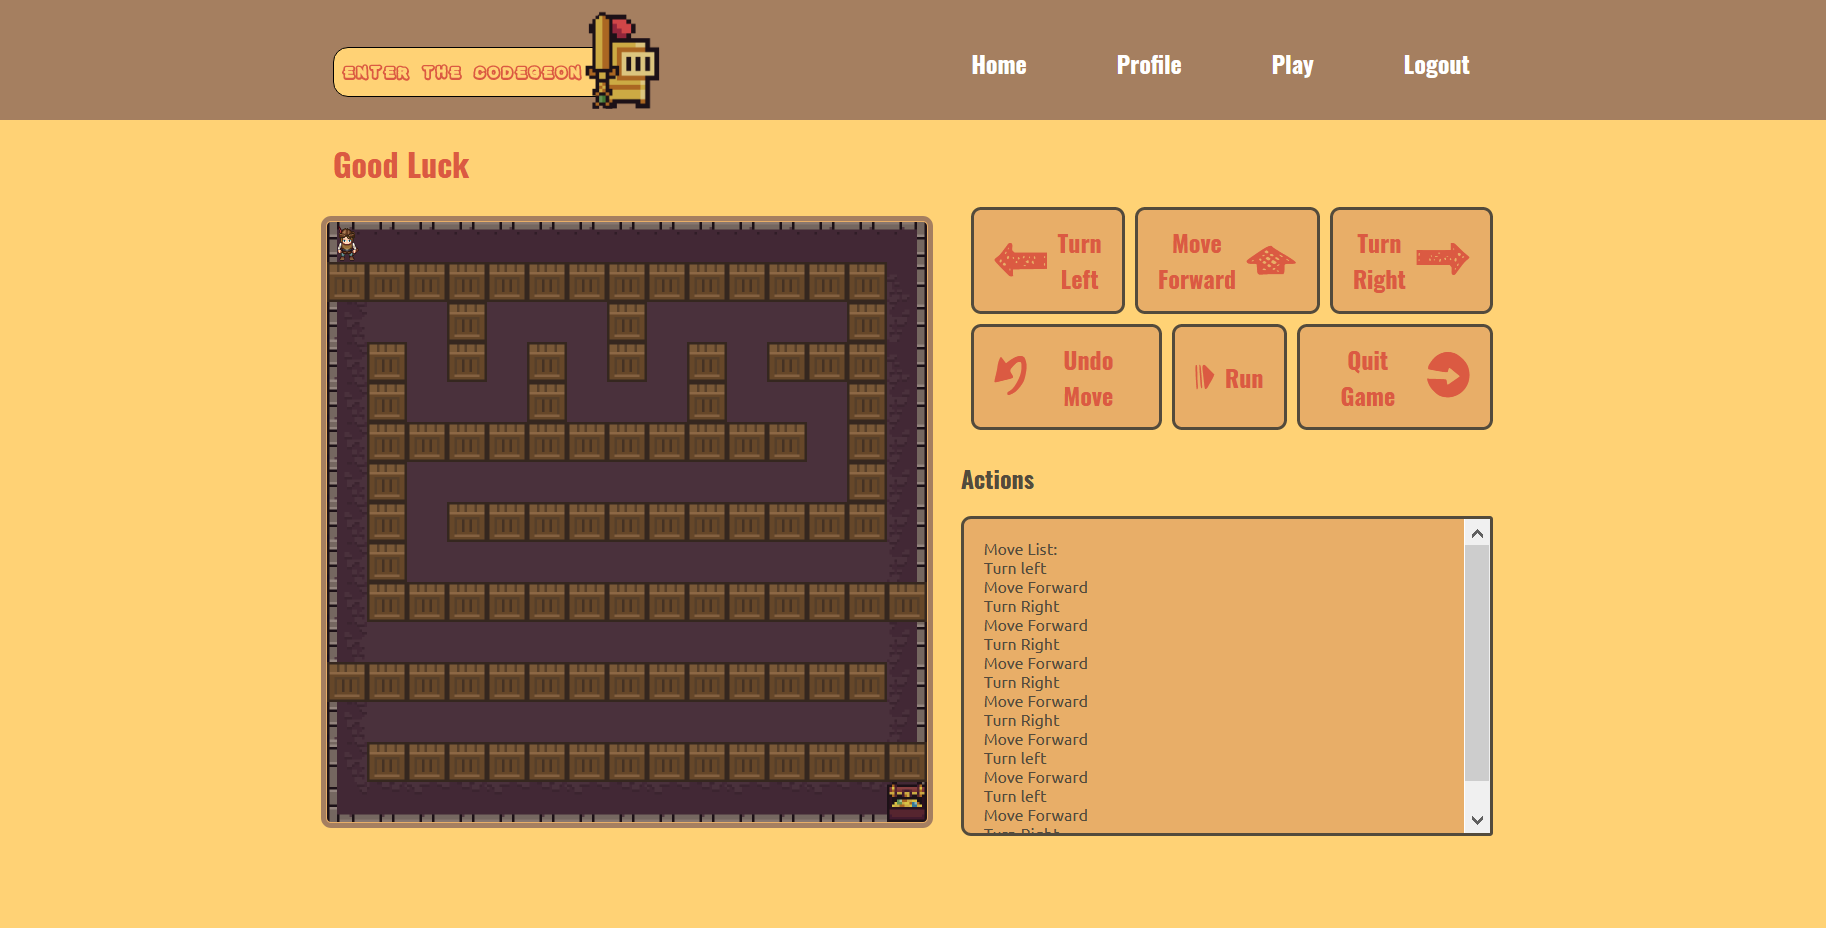 ENTER THE CODEGEON
Home
Profile
Play
Logout
Good Luck
Turn
Left
Move
Forward
Turn
Right
Undo
Move
Run
Quit
Game
Actions
Move List:
Turn left
Move Forward
Turn Right
Move Forward
Turn Right
Move Forward
Turn Right
Move Forward
Turn Right
Move Forward
Turn left
Move Forward
Turn left
Move Forward
Turn Right